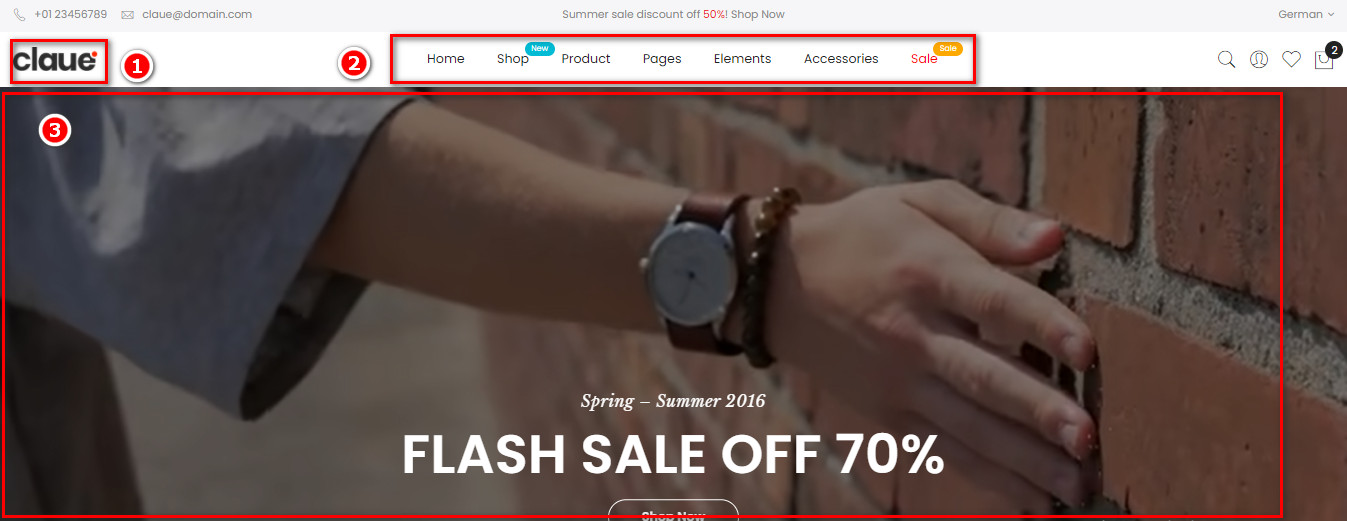 +01 23456789 claue@domain.com Summer sale discount off 50%! Shop Now German
claue 1 2 Home Shop New Product Pages Elements Accessories Sale Sale 2
3
Spring – Summer 2016
FLASH SALE OFF 70%
Shop Now